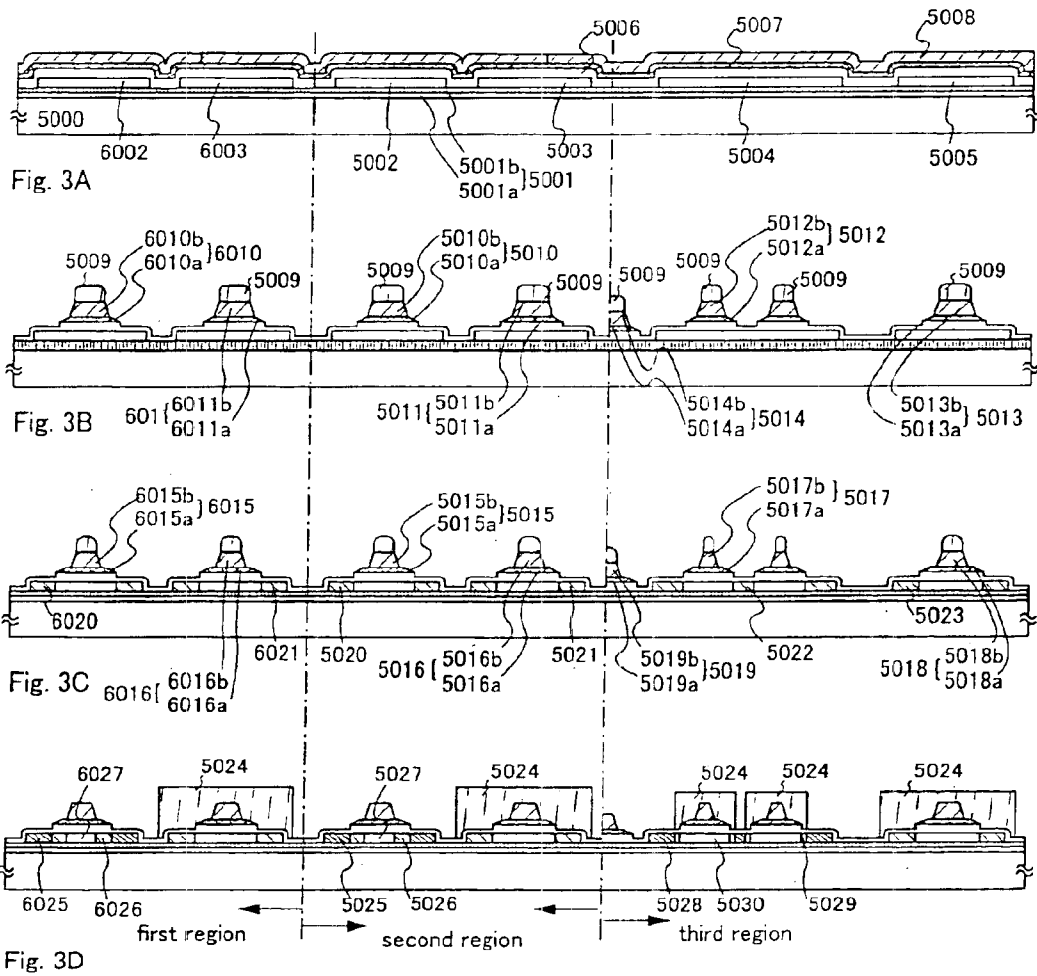 5006 5007 5008
5000 6002 6003 5002 5001b 5001a }5001 5003 5004 5005
Fig. 3A
5009 6010b 6010a }6010 5009 5009 5010b 5010a }5010 5009 5009 5009 5012b 5012a }5012 5009 5009
601{ 6011b 6011a 5011{ 5011b 5011a 5014b 5014a }5014 5013b 5013a }5013
Fig. 3B
6015b 6015a }6015 5015b 5015a }5015 5017b 5017a }5017
6020 6021 5020 5021 5022 5023
6016[ 6016b 6016a 5016[ 5016b 5016a 5019b 5019a }5019 5018{ 5018b 5018a
Fig. 3C
6027 5024 5027 5024 5024 5024 5024
6025 6026 5025 5026 5028 5030 5029
first region second region third region
Fig. 3D